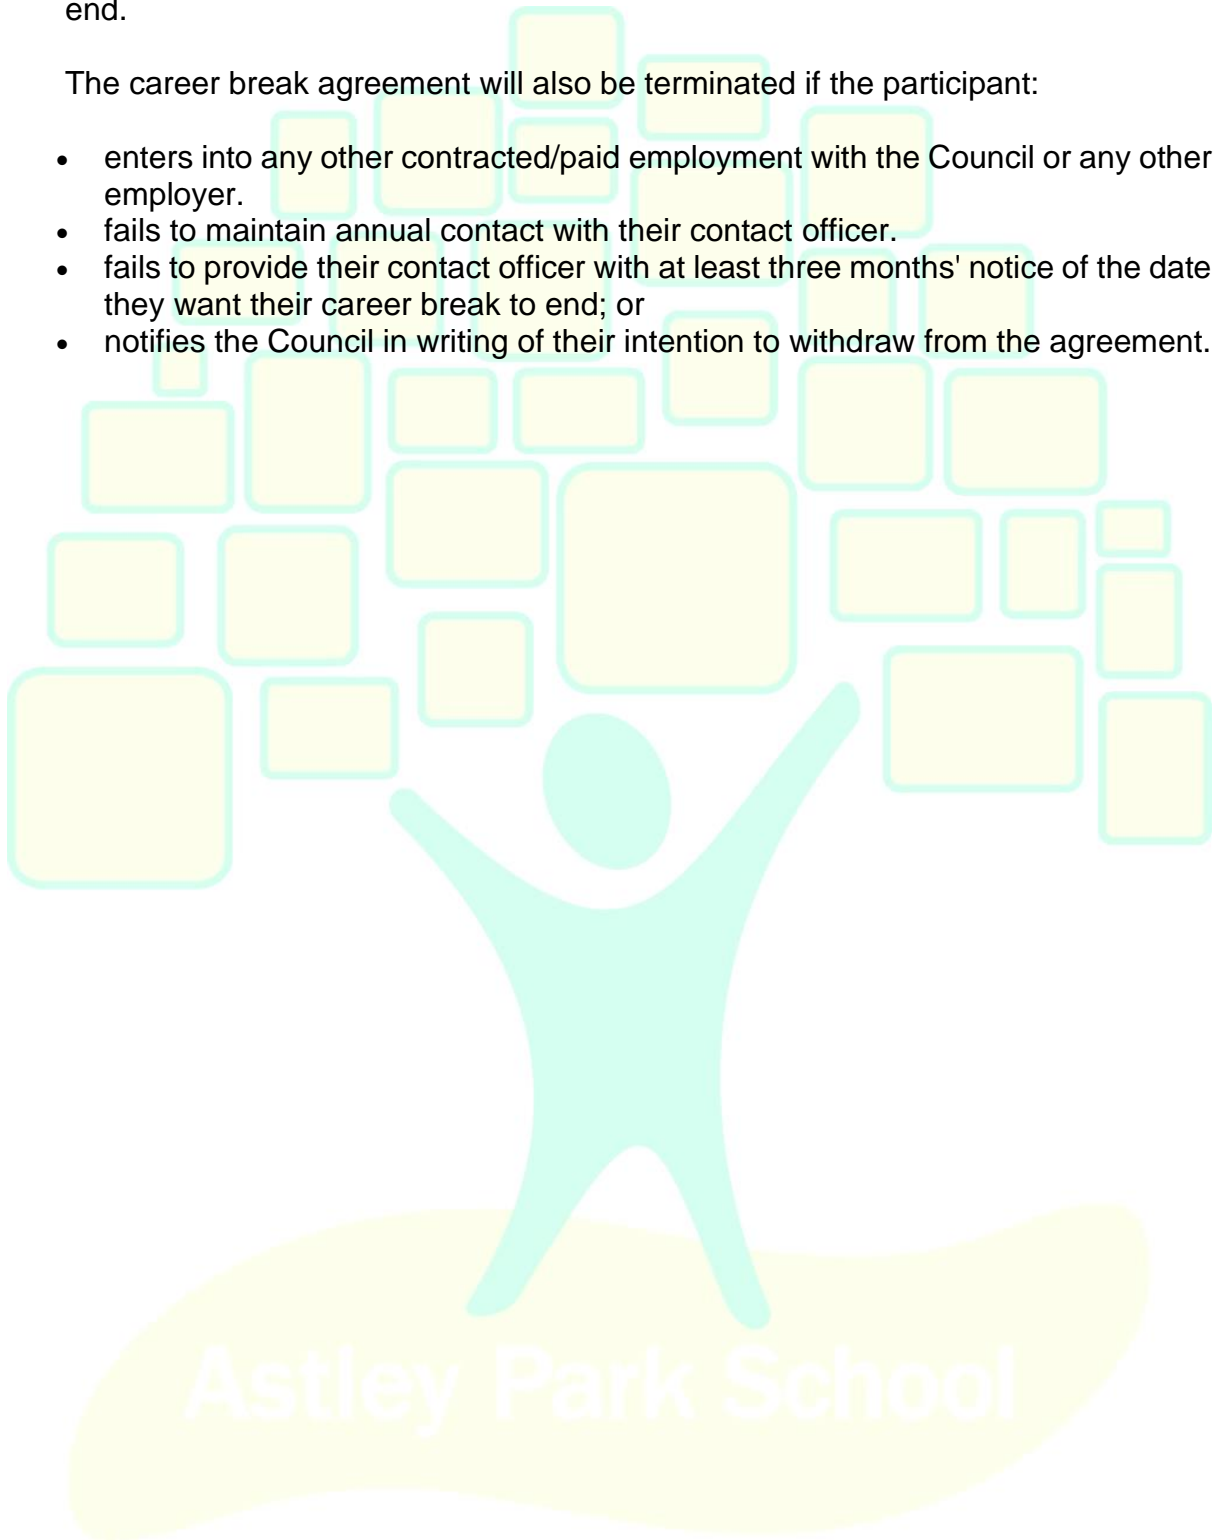 end.
The career break agreement will also be terminated if the participant:
• enters into any other contracted/paid employment with the Council or any other
employer.
• fails to maintain annual contact with their contact officer.
• fails to provide their contact officer with at least three months' notice of the date
they want their career break to end; or
• notifies the Council in writing of their intention to withdraw from the agreement.
Astley Park School